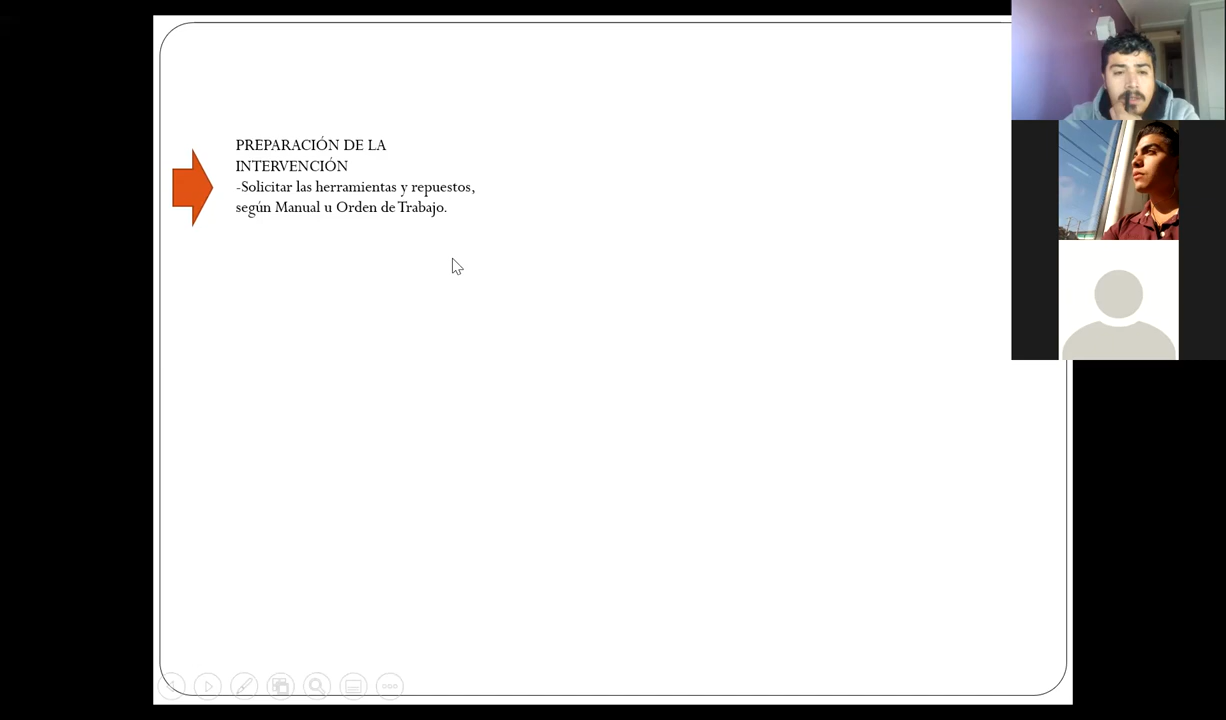 PREPARACIÓN DE LA
INTERVENCIÓN
-Solicitar las herramientas y repuestos,
según Manual u Orden de Trabajo.